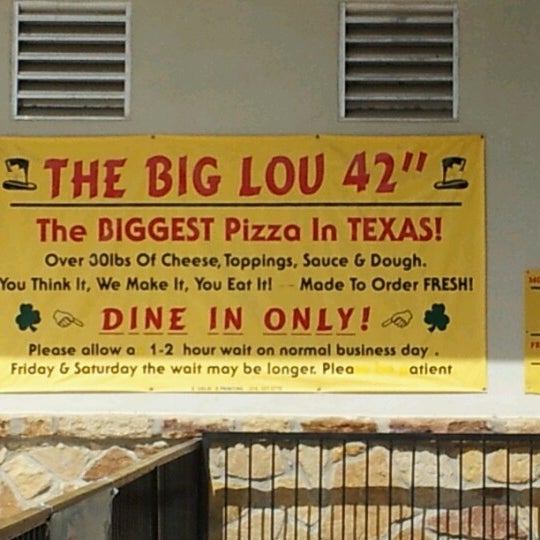 THE BIG LOU 42"
The BIGGEST Pizza In TEXAS!
Over 30lbs Of Cheese, Toppings, Sauce & Dough.
You Think It, We Make It, You Eat It! -- Made To Order FRESH!
DINE IN ONLY!
Please allow a 1-2 hour wait on normal business day .
Friday & Saturday the wait may be longer. Plea atient